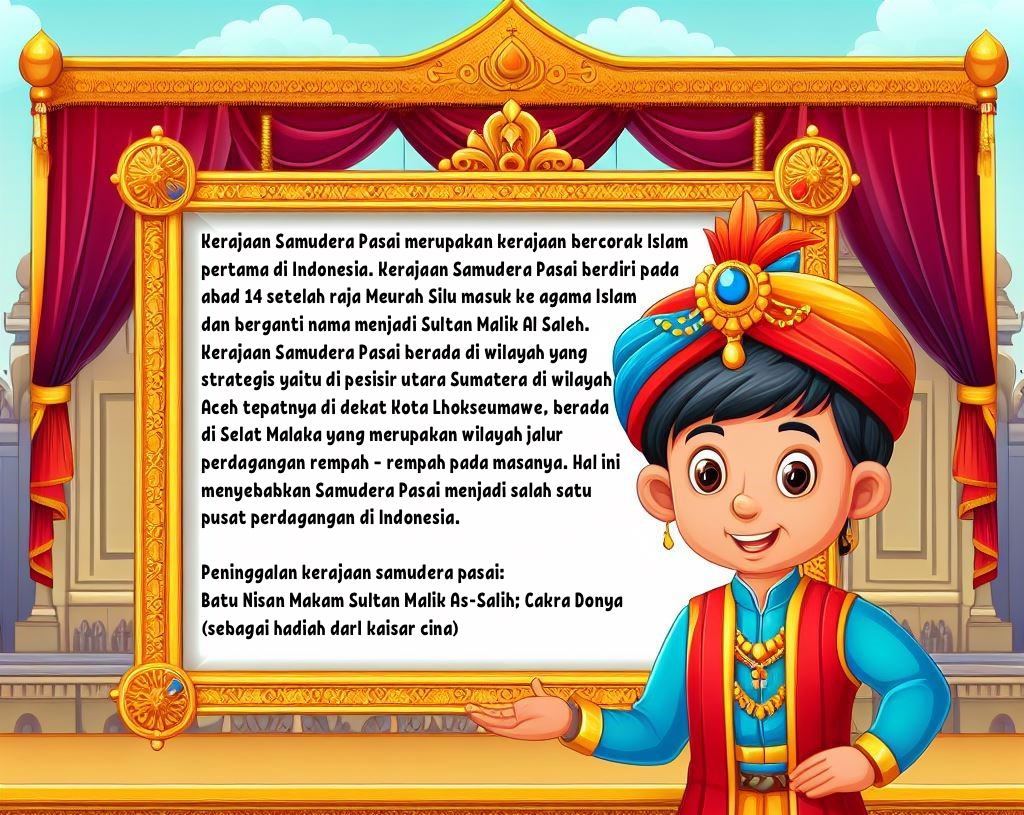 Kerajaan Samudera Pasai merupakan kerajaan bercorak Islam
pertama di Indonesia. Kerajaan Samudera Pasai berdiri pada
abad 14 setelah raja Meurah Silu masuk ke agama Islam
dan berganti nama menjadi Sultan Malik Al Saleh.
Kerajaan Samudera Pasai berada di wilayah yang
strategis yaitu di pesisir utara Sumatera di wilayah
Aceh tepatnya di dekat Kota Lhokseumawe, berada
di Selat Malaka yang merupakan wilayah jalur
perdagangan rempah - rempah pada masanya. Hal ini
menyebabkan Samudera Pasai menjadi salah satu
pusat perdagangan di Indonesia.
Peninggalan kerajaan samudera pasai:
Batu Nisan Makam Sultan Malik As-Salih; Cakra Donya
(sebagai hadiah darI kaisar cina)